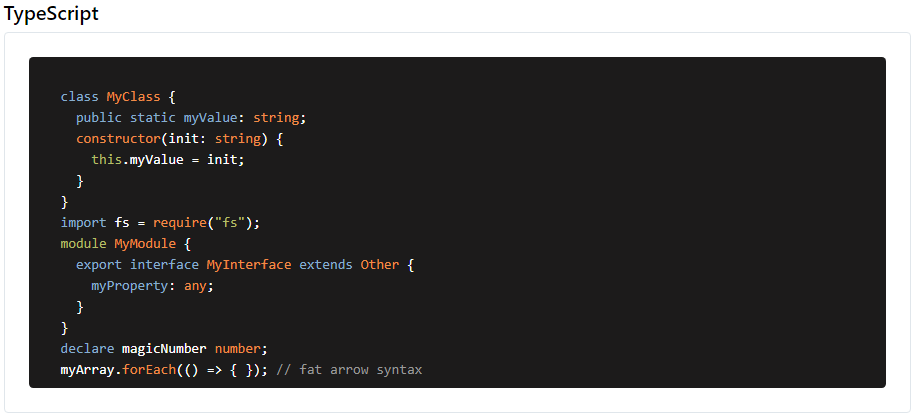 TypeScript
class MyClass {
  public static myValue: string;
  constructor(init: string) {
    this.myValue = init;
  }
}
import fs = require("fs");
module MyModule {
  export interface MyInterface extends Other {
    myProperty: any;
  }
}
declare magicNumber number;
myArray.forEach(() => { }); // fat arrow syntax